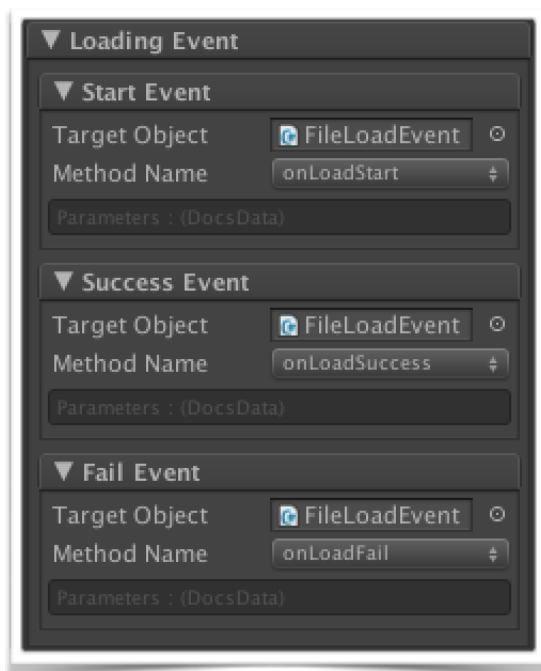 Loading Event
Start Event
Target Object FileLoadEvent
Method Name onLoadStart
Parameters : (DocsData)
Success Event
Target Object FileLoadEvent
Method Name onLoadSuccess
Parameters : (DocsData)
Fail Event
Target Object FileLoadEvent
Method Name onLoadFail
Parameters : (DocsData)